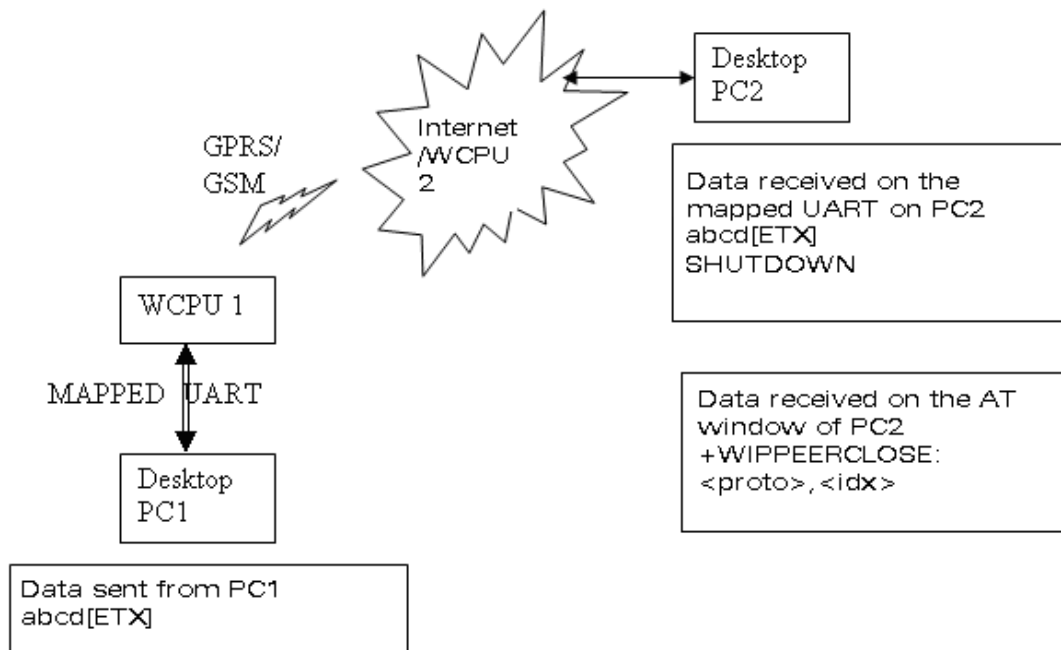 Desktop
PC2
Internet
/WCPU
2
GPRS/
GSM
Data received on the
mapped UART on PC2
abcd[ETX]
SHUTDOWN
WCPU 1
MAPPED UART
Data received on the AT
window of PC2
+WIPPEERCLOSE:
<proto>,<idx>
Desktop
PC1
Data sent from PC1
abcd[ETX]